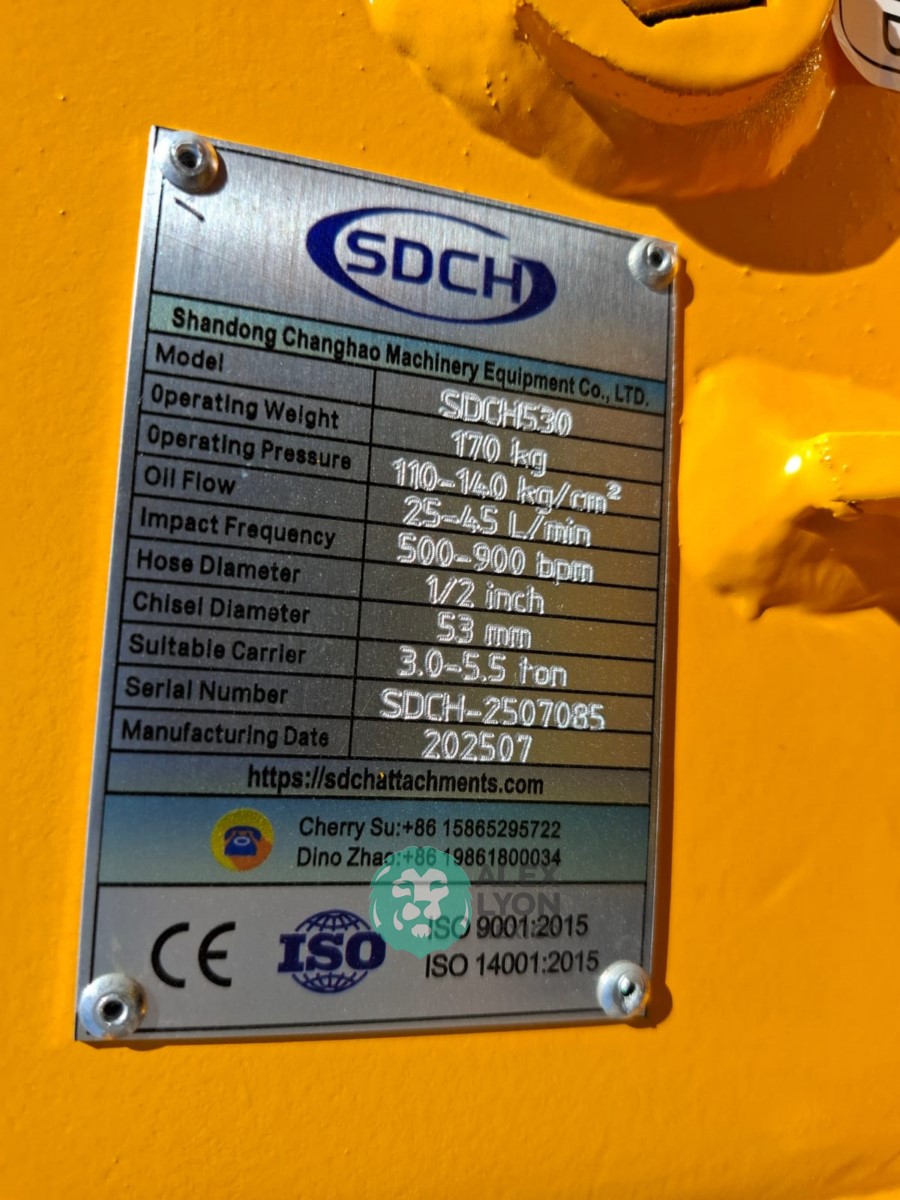 SDCH
Shandong Changhao Machinery Equipment Co., LTD.
Model SDCH530
Operating Weight 170 kg
Operating Pressure 110-140 kg/cm²
Oil Flow 25-45 L/min
Impact Frequency 500-900 bpm
Hose Diameter 1/2 inch
Chisel Diameter 53 mm
Suitable Carrier 3.0-5.5 ton
Serial Number SDCH-2507085
Manufacturing Date 202507
https://sdchattachments.com
Cherry Su:+86 15865295722
Dino Zhao:+86 19861800034
ALEX
LYON
CE
ISO
ISO 9001:2015
ISO 14001:2015